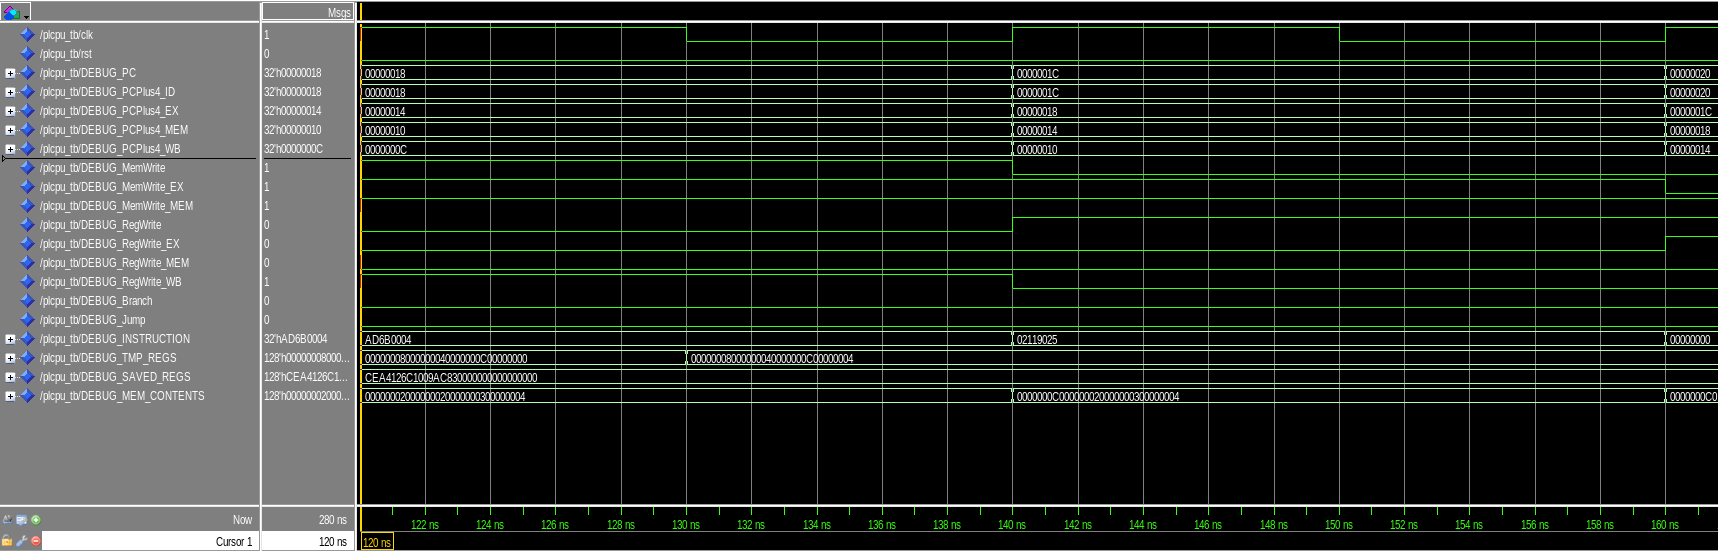 Msgs
/plcpu_tb/clk 1
/plcpu_tb/rst 0
/plcpu_tb/DEBUG_PC 32'h00000018 00000018 0000001C 00000020
/plcpu_tb/DEBUG_PCPlus4_ID 32'h00000018 00000018 0000001C 00000020
/plcpu_tb/DEBUG_PCPlus4_EX 32'h00000014 00000014 00000018 0000001C
/plcpu_tb/DEBUG_PCPlus4_MEM 32'h00000010 00000010 00000014 00000018
/plcpu_tb/DEBUG_PCPlus4_WB 32'h0000000C 0000000C 00000010 00000014
/plcpu_tb/DEBUG_MemWrite 1
/plcpu_tb/DEBUG_MemWrite_EX 1
/plcpu_tb/DEBUG_MemWrite_MEM 1
/plcpu_tb/DEBUG_RegWrite 0
/plcpu_tb/DEBUG_RegWrite_EX 0
/plcpu_tb/DEBUG_RegWrite_MEM 0
/plcpu_tb/DEBUG_RegWrite_WB 1
/plcpu_tb/DEBUG_Branch 0
/plcpu_tb/DEBUG_Jump 0
/plcpu_tb/DEBUG_INSTRUCTION 32'hAD6B0004 AD6B0004 02119025 00000000
/plcpu_tb/DEBUG_TMP_REGS 128'h00000008000... 00000008000000040000000C00000000 00000008000000040000000C00000004
/plcpu_tb/DEBUG_SAVED_REGS 128'hCEA4126C1... CEA4126C1009AC830000000000000000
/plcpu_tb/DEBUG_MEM_CONTENTS 128'h00000002000... 00000002000000020000000300000004 0000000C000000020000000300000004 0000000C0
Now 280 ns 122 ns 124 ns 126 ns 128 ns 130 ns 132 ns 134 ns 136 ns 138 ns 140 ns 142 ns 144 ns 146 ns 148 ns 150 ns 152 ns 154 ns 156 ns 158 ns 160 ns
Cursor 1 120 ns 120 ns